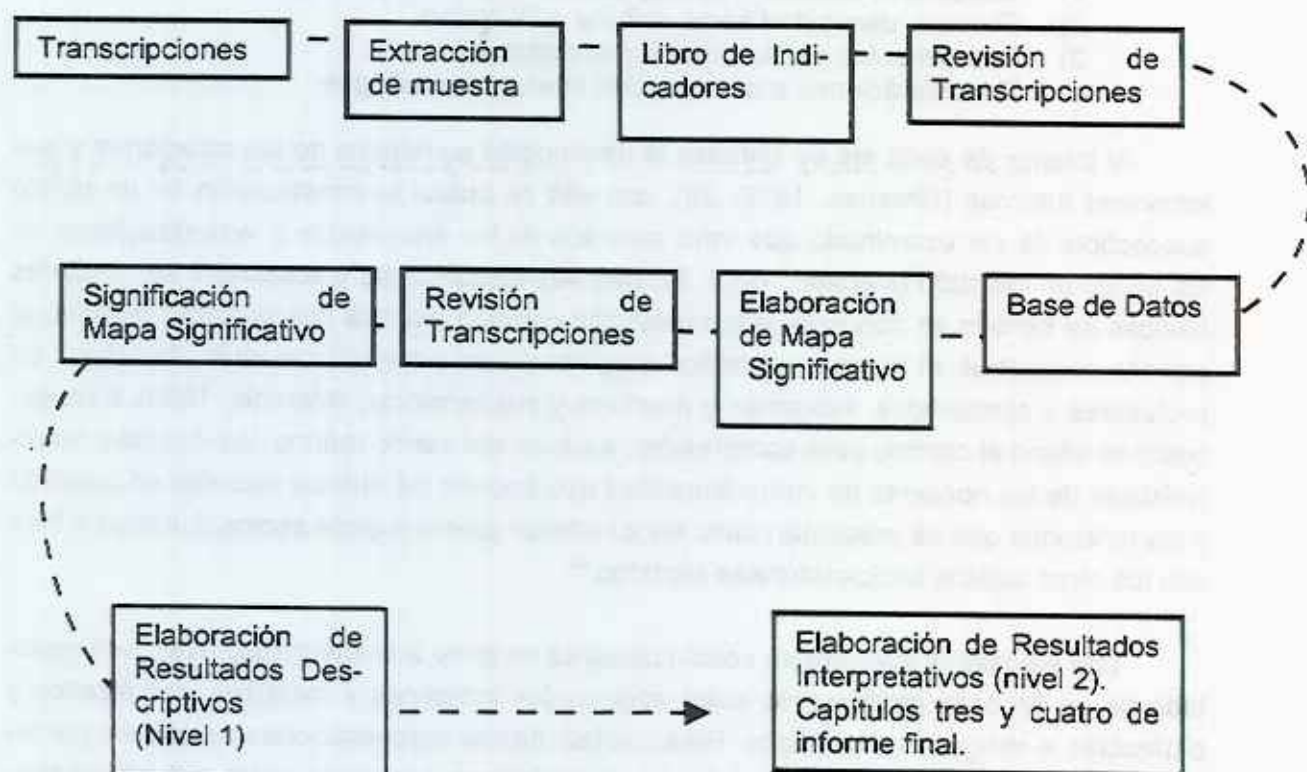 Transcripciones
Extracción
de muestra
Libro de Indi-
cadores
Revisión de
Transcripciones
Significación de
Mapa Significativo
Revisión de
Transcripciones
Elaboración
de Mapa
Significativo
Base de Datos
Elaboración de
Resultados Des-
criptivos
(Nivel 1)
Elaboración de Resultados
Interpretativos (nivel 2).
Capítulos tres y cuatro de
informe final.